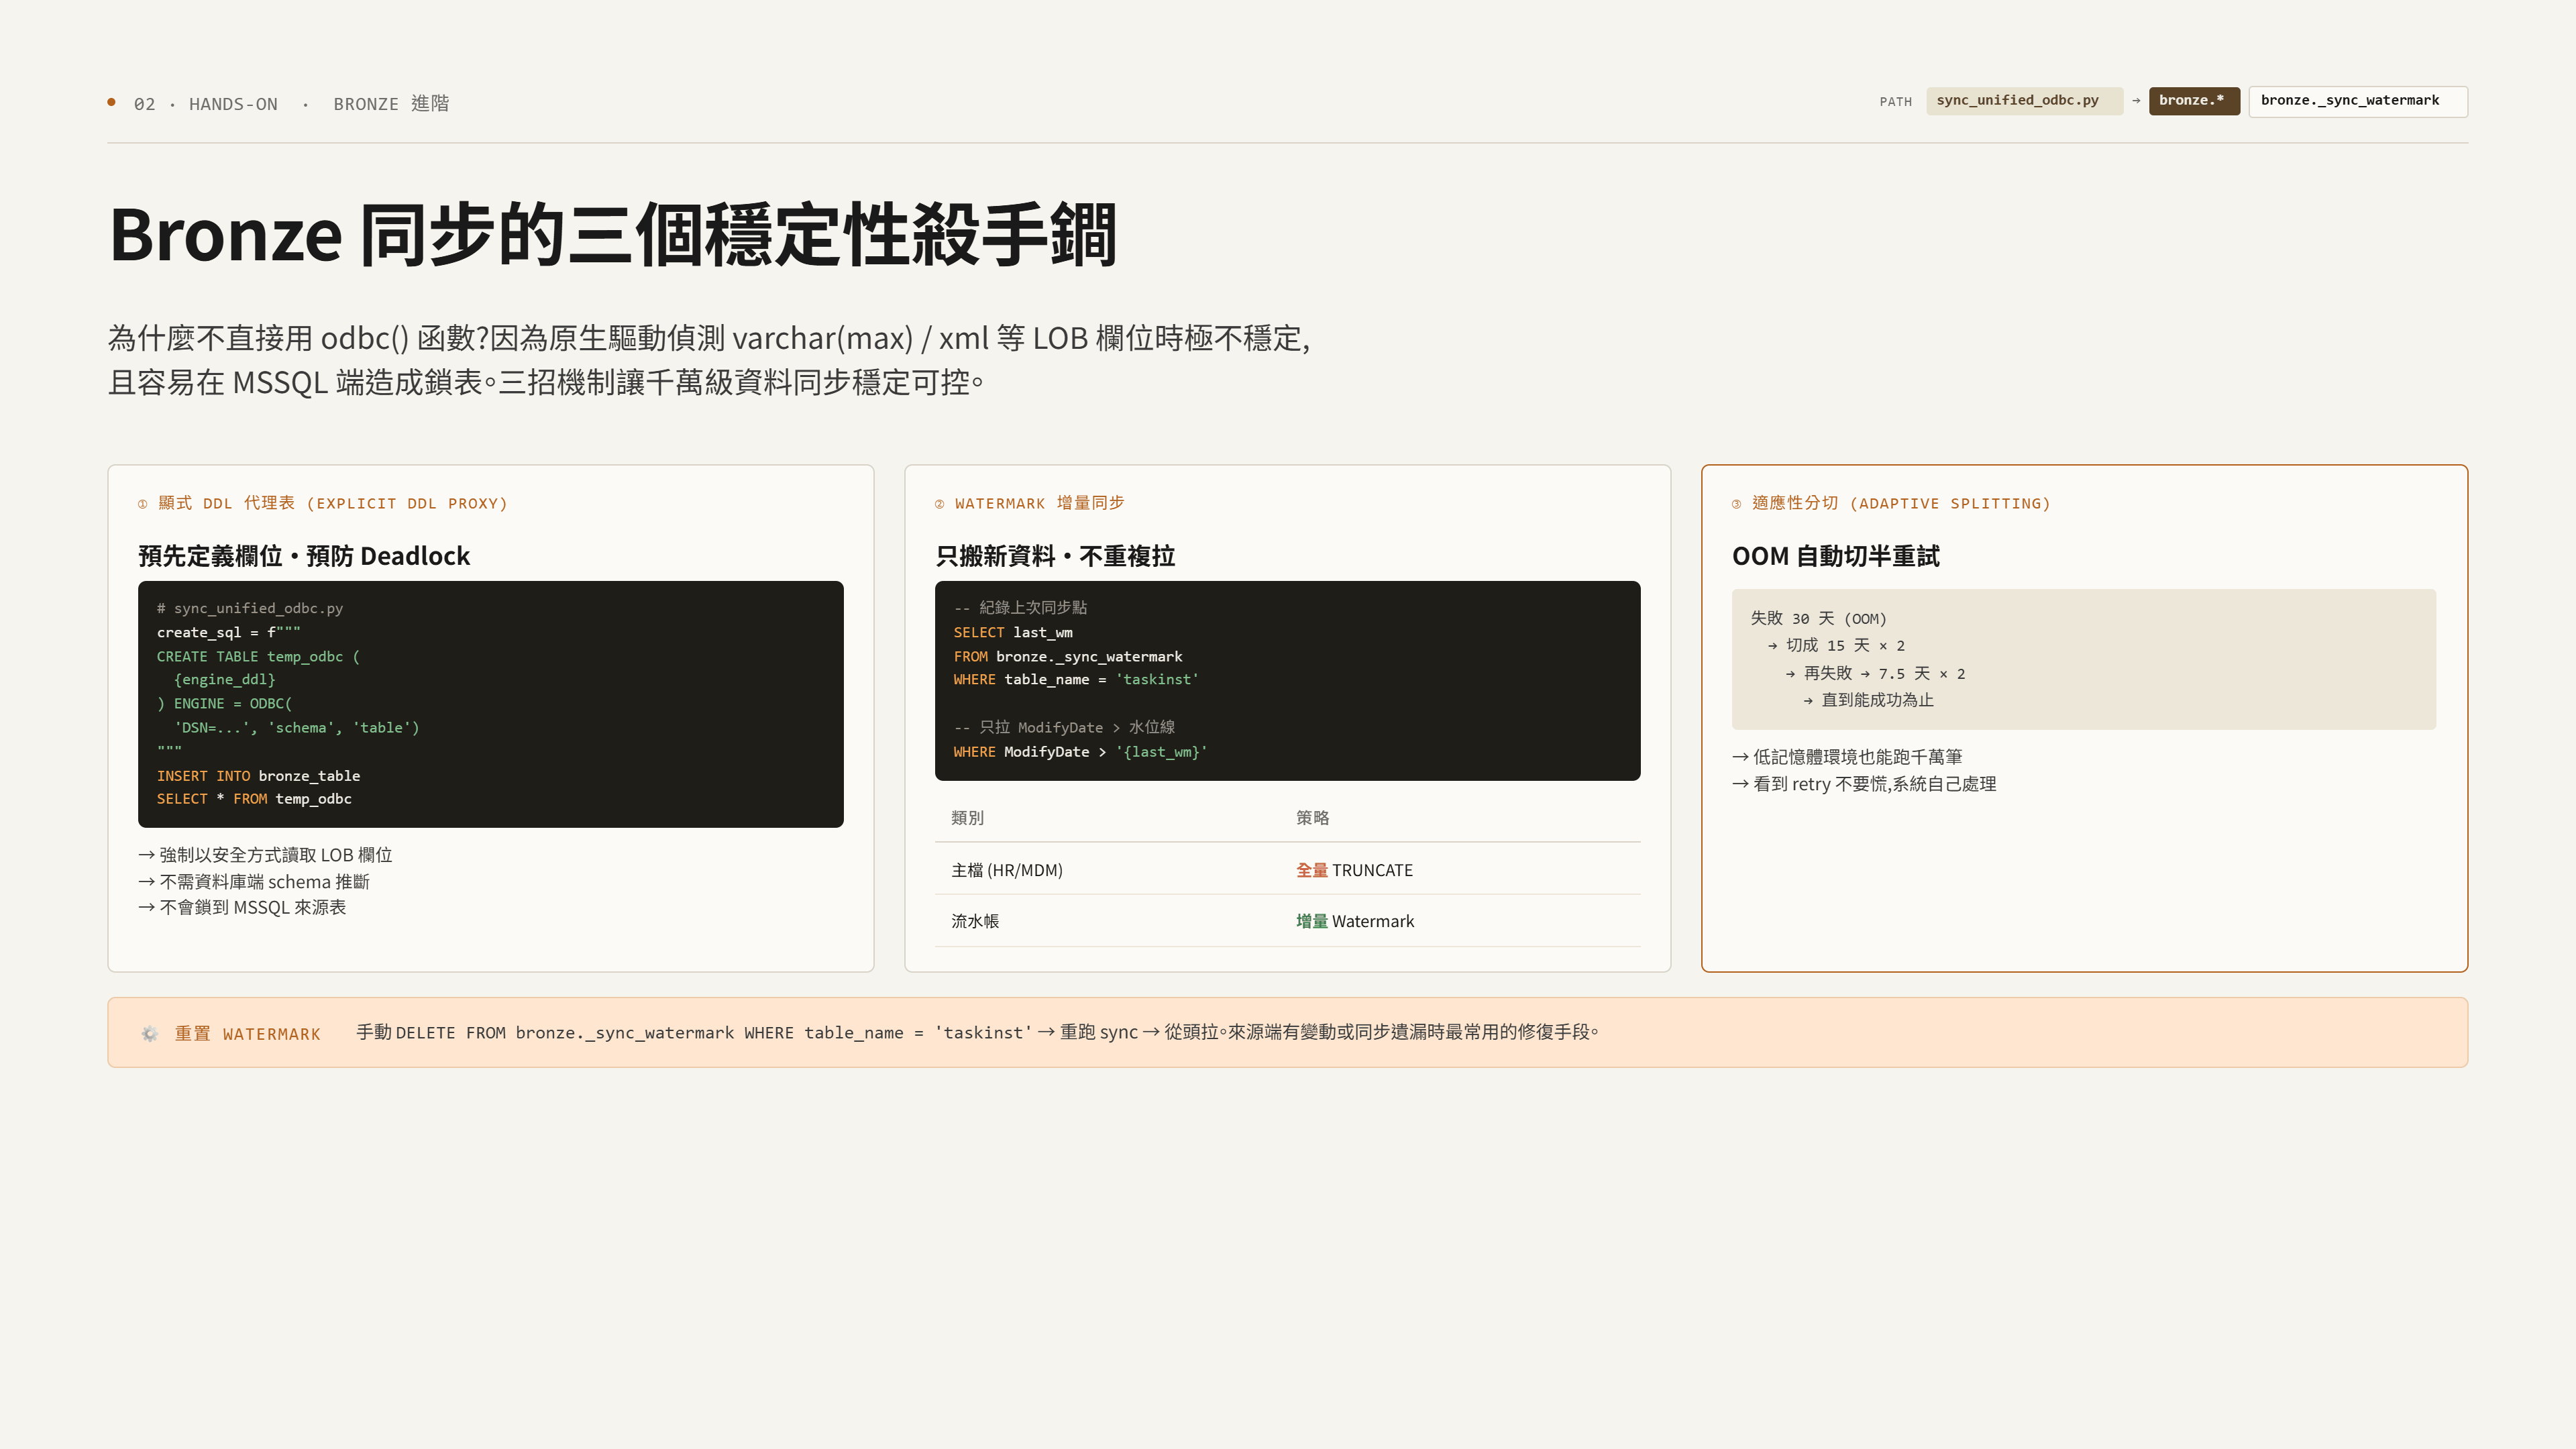 02 · HANDS-ON · BRONZE 進階
PATH sync_unified_odbc.py → bronze.* bronze._sync_watermark
Bronze 同步的三個穩定性殺手鐧
為什麼不直接用 odbc() 函數?因為原生驅動偵測 varchar(max) / xml 等 LOB 欄位時極不穩定,
且容易在 MSSQL 端造成鎖表。三招機制讓千萬級資料同步穩定可控。
① 顯式 DDL 代理表 (EXPLICIT DDL PROXY)
預先定義欄位・預防 Deadlock
# sync_unified_odbc.py
create_sql = f"""
CREATE TABLE temp_odbc (
  {engine_ddl}
) ENGINE = ODBC(
  'DSN=...', 'schema', 'table')
"""
INSERT INTO bronze_table
SELECT * FROM temp_odbc
→ 強制以安全方式讀取 LOB 欄位
→ 不需資料庫端 schema 推斷
→ 不會鎖到 MSSQL 來源表
② WATERMARK 增量同步
只搬新資料・不重複拉
-- 紀錄上次同步點
SELECT last_wm
FROM bronze._sync_watermark
WHERE table_name = 'taskinst'
-- 只拉 ModifyDate > 水位線
WHERE ModifyDate > '{last_wm}'
類別 策略
主檔 (HR/MDM) 全量 TRUNCATE
流水帳 增量 Watermark
③ 適應性分切 (ADAPTIVE SPLITTING)
OOM 自動切半重試
失敗 30 天 (OOM)
→ 切成 15 天 × 2
→ 再失敗 → 7.5 天 × 2
→ 直到能成功為止
→ 低記憶體環境也能跑千萬筆
→ 看到 retry 不要慌,系統自己處理
⚙️ 重置 WATERMARK 手動 DELETE FROM bronze._sync_watermark WHERE table_name = 'taskinst' → 重跑 sync → 從頭拉。來源端有變動或同步遺漏時最常用的修復手段。